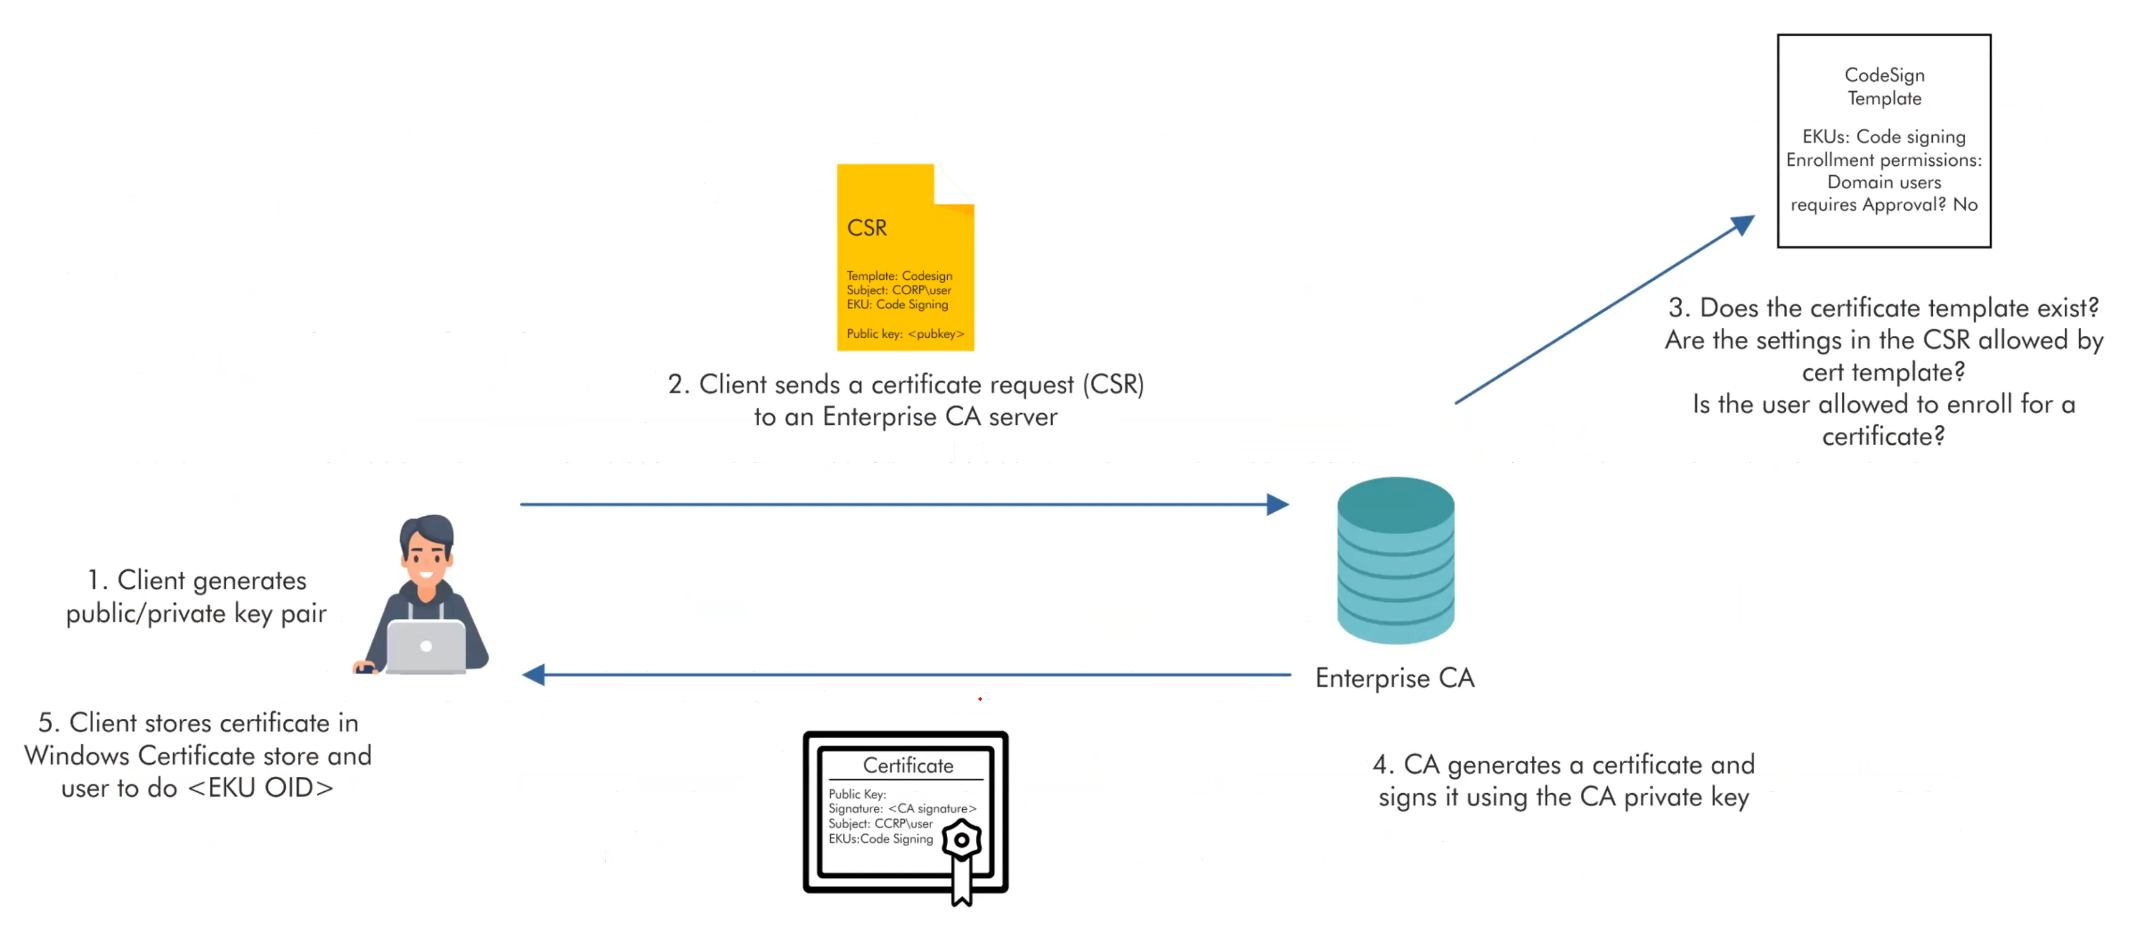 CodeSign
Template
EKUs: Code signing
Enrollment permissions:
Domain users
requires Approval? No
CSR
Template: Codesign
Subject: CORP\user
EKU: Code Signing
Public key: <pubkey>
2. Client sends a certificate request (CSR)
to an Enterprise CA server
3. Does the certificate template exist?
Are the settings in the CSR allowed by
cert template?
Is the user allowed to enroll for a
certificate?
1. Client generates
public/private key pair
Enterprise CA
5. Client stores certificate in
Windows Certificate store and
user to do <EKU OID>
Certificate
Public Key:
Signature: <CA signature>
Subject: CCRP\user
EKUs:Code Signing
4. CA generates a certificate and
signs it using the CA private key